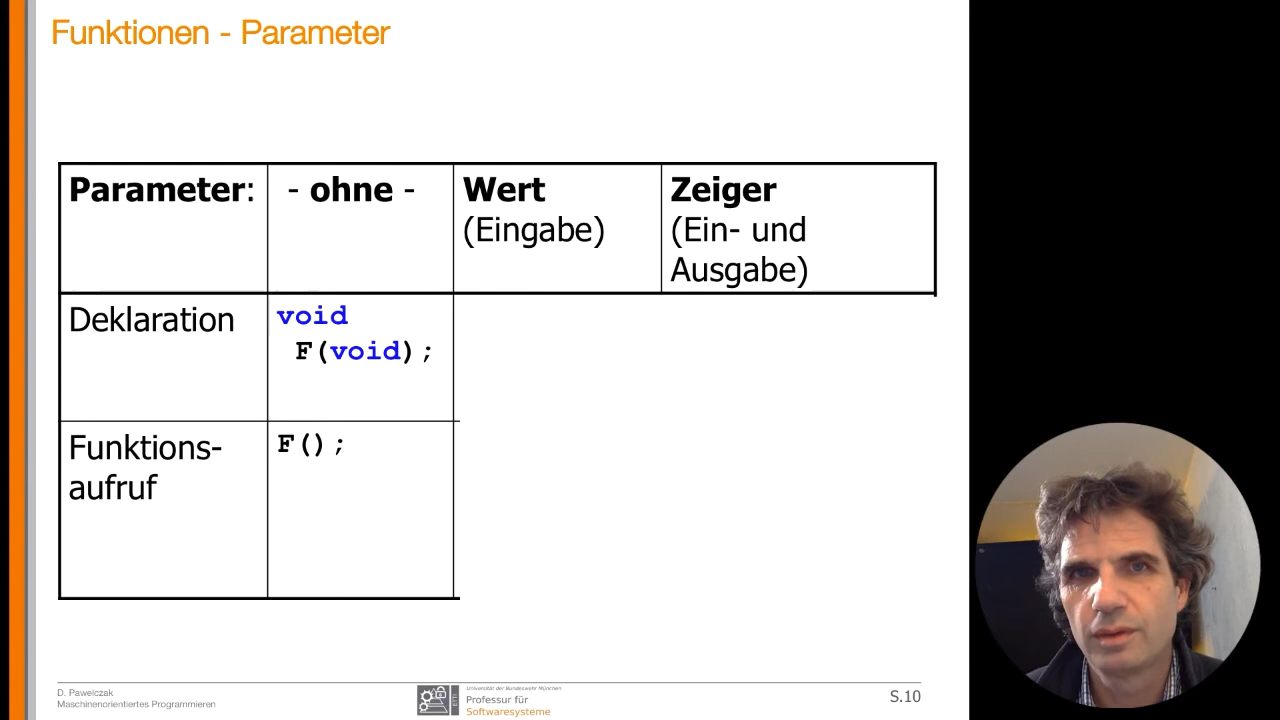 Funktionen - Parameter
Parameter: - ohne - Wert Zeiger
(Eingabe) (Ein- und
Ausgabe)
Deklaration void
F(void);
Funktions- F();
aufruf
D. Pawelczak
Maschinenorientiertes Programmieren
ETTI
Universität der Bundeswehr München
Professur für
Softwaresysteme
S.10